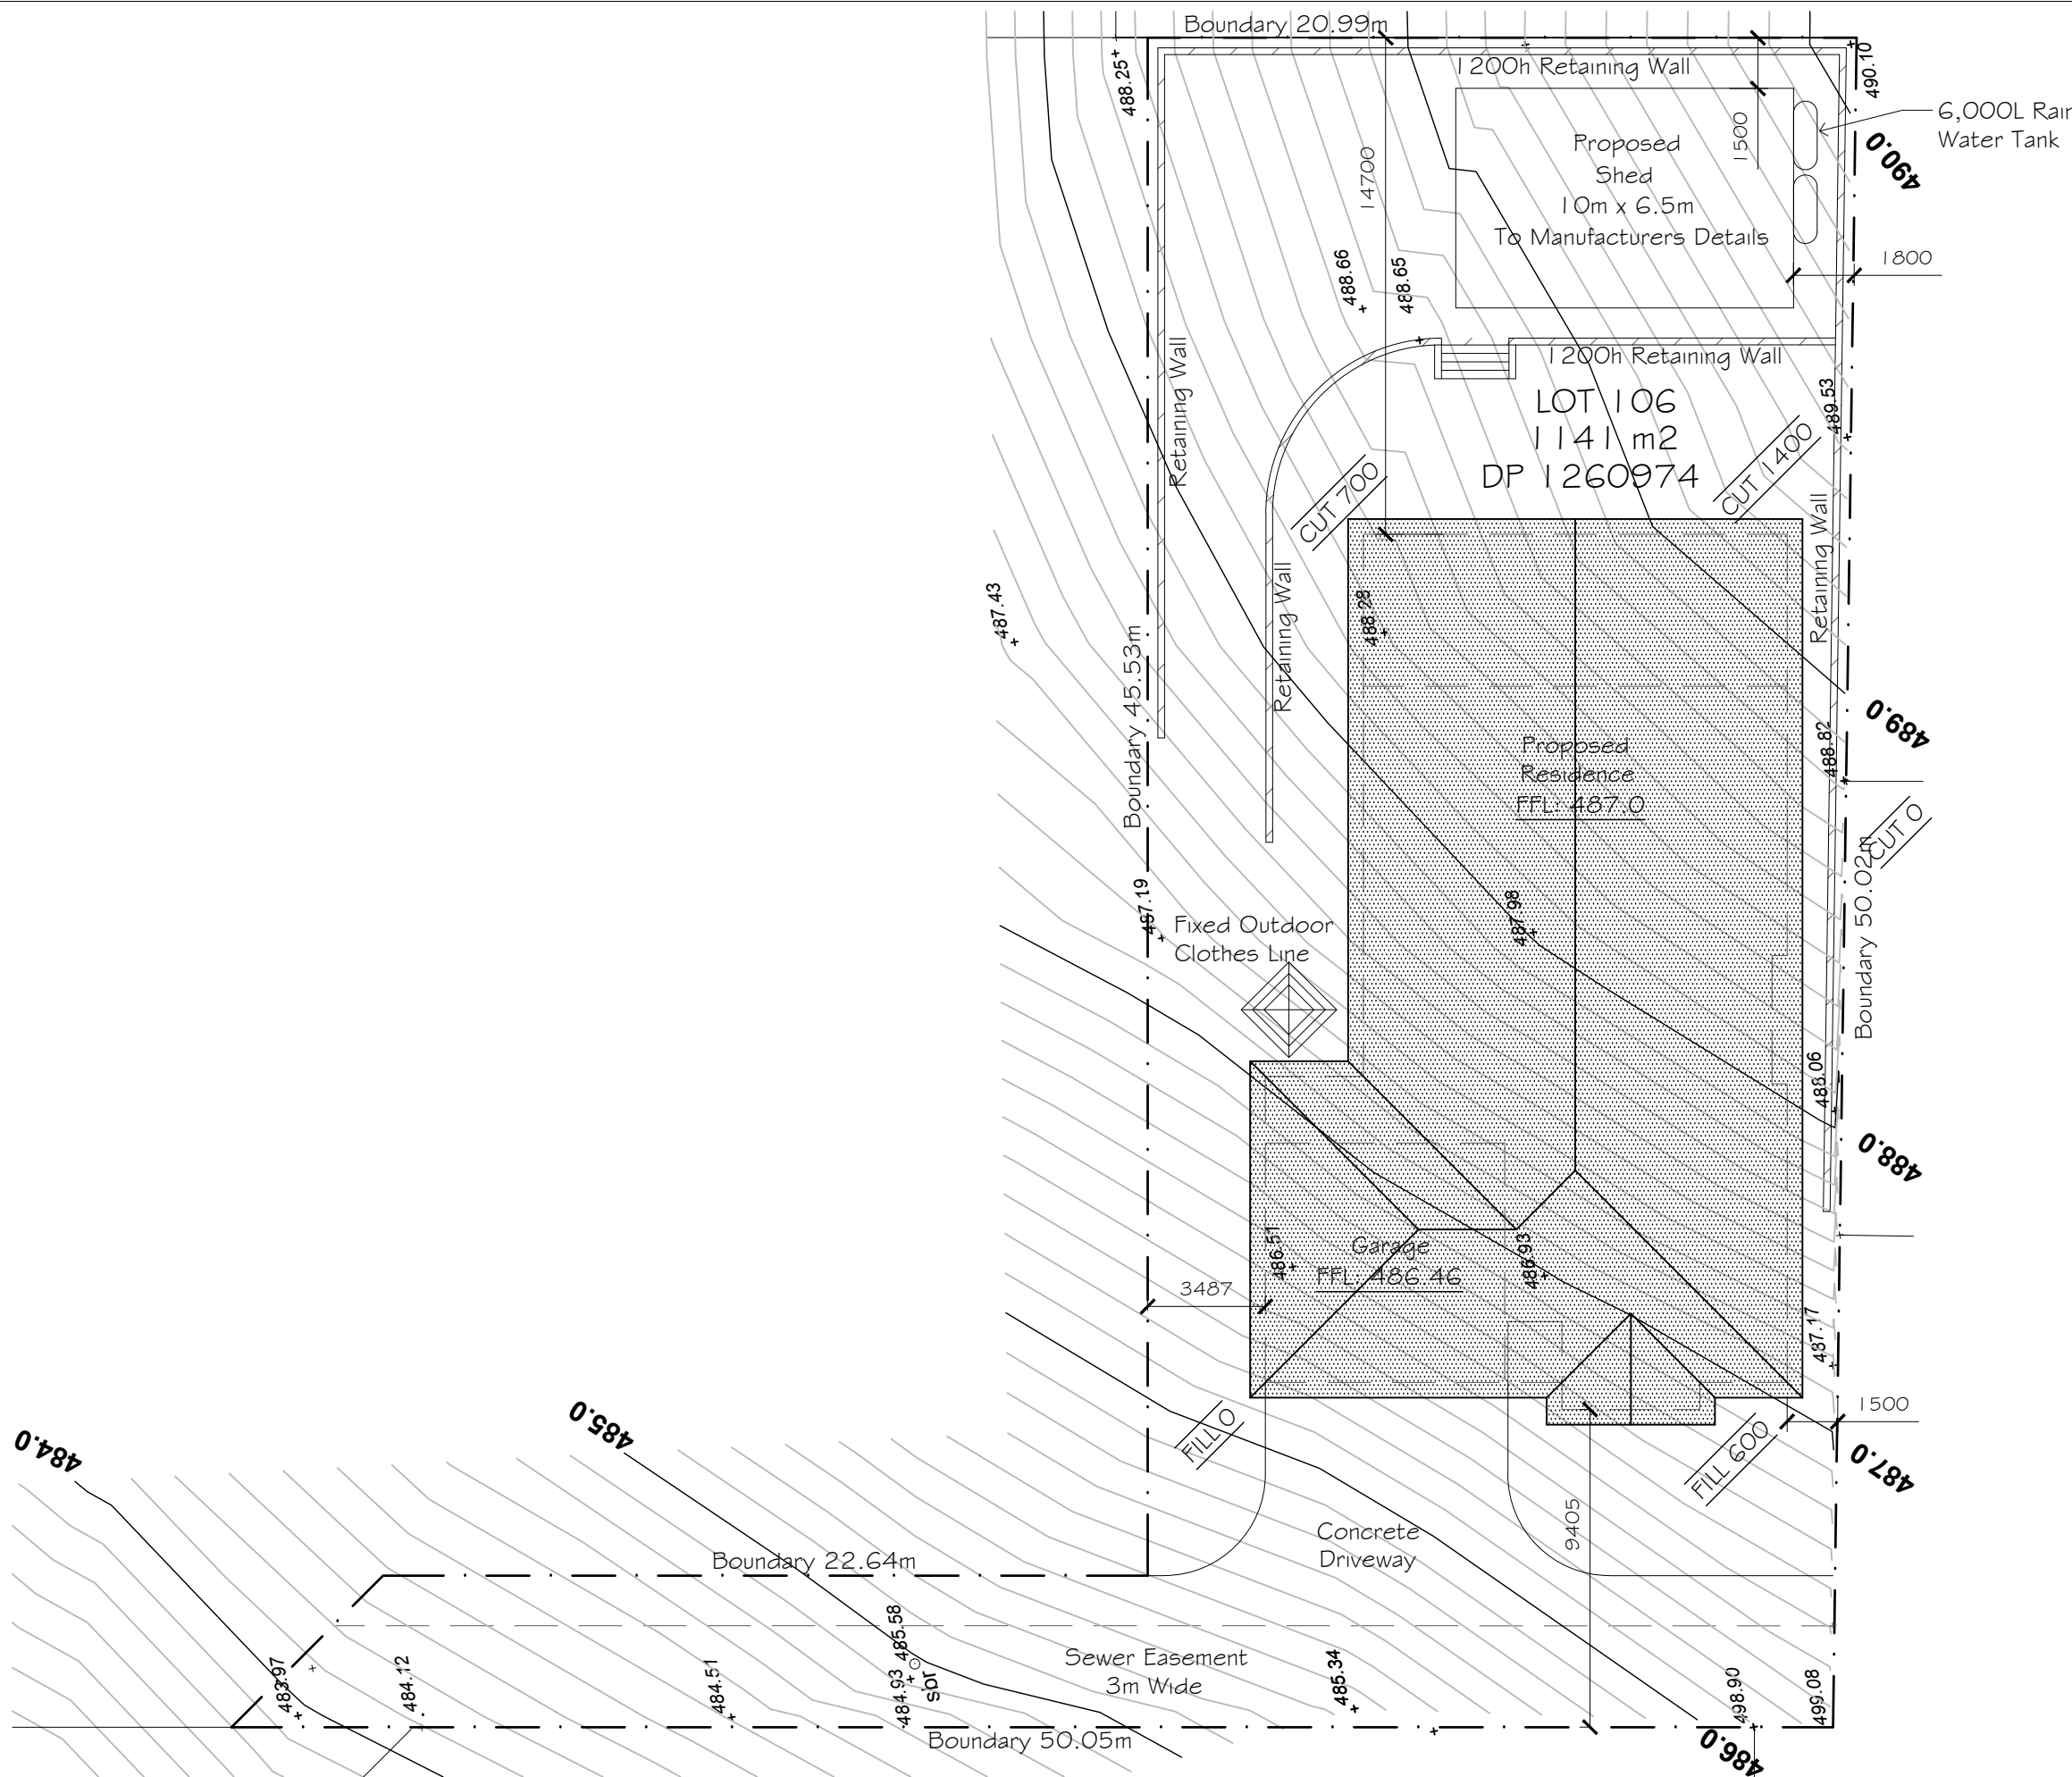 Boundary 20.99m
488.25
1200h Retaining Wall
490.10
6,000L Rain
Water Tank
490.0
Proposed
Shed
10m x 6.5m
To Manufacturers Details
1500
14700
1800
488.66
488.65
Retaining Wall
1200h Retaining Wall
LOT 106
1141 m2
DP 1260974
489.53
CUT 700
CUT 1400
Retaining Wall
Retaining Wall
487.43
488.28
Boundary 45.53m
489.0
488.82
Proposed
Residence
FFL: 487.0
CUT 0
Boundary 50.02m
487.19
Fixed Outdoor
Clothes Line
487.98
488.06
488.0
486.51
Garage
FFL: 486.46
486.93
3487
487.17
1500
FILL 0
FILL 600
487.0
484.0
485.0
9405
Concrete
Driveway
Boundary 22.64m
485.58
Sewer Easement
3m Wide
483.97
484.12
484.51
484.93
sbr
485.34
498.90
499.08
Boundary 50.05m
486.0